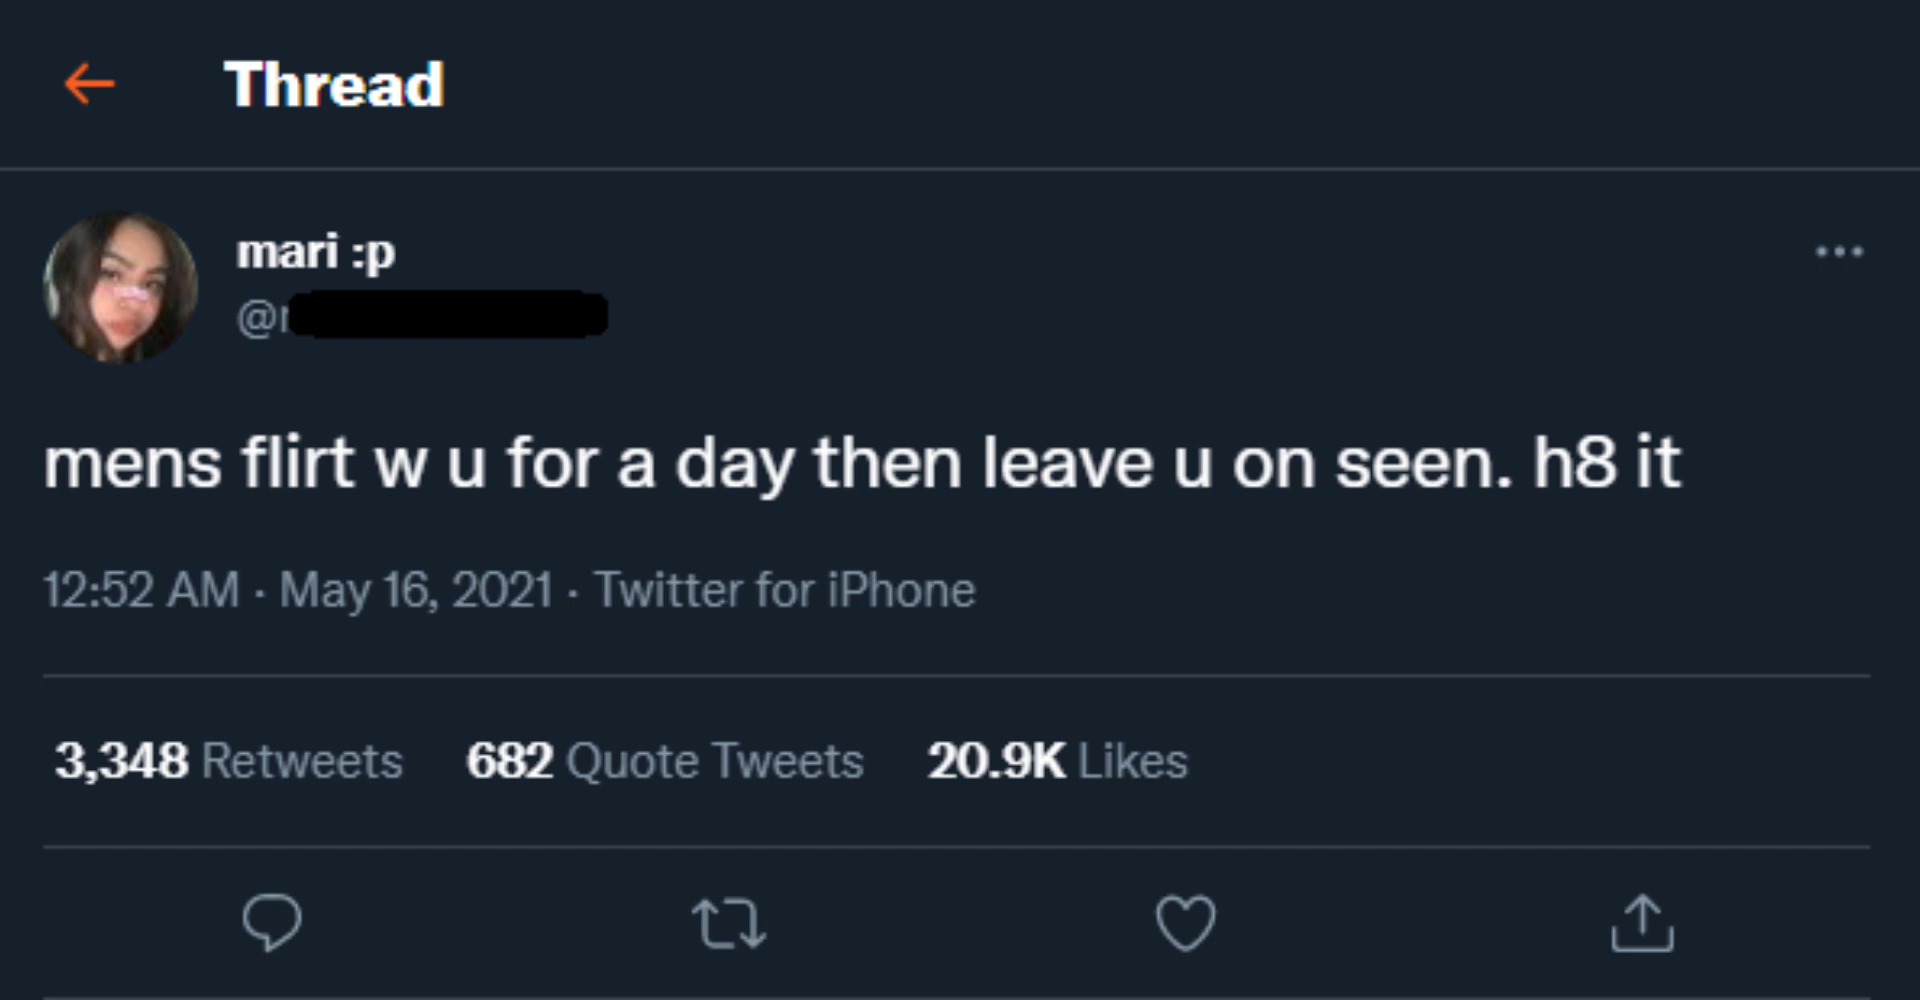 Thread
mari :p
@
mens flirt w u for a day then leave u on seen. h8 it
12:52 AM · May 16, 2021 · Twitter for iPhone
3,348 Retweets 682 Quote Tweets 20.9K Likes